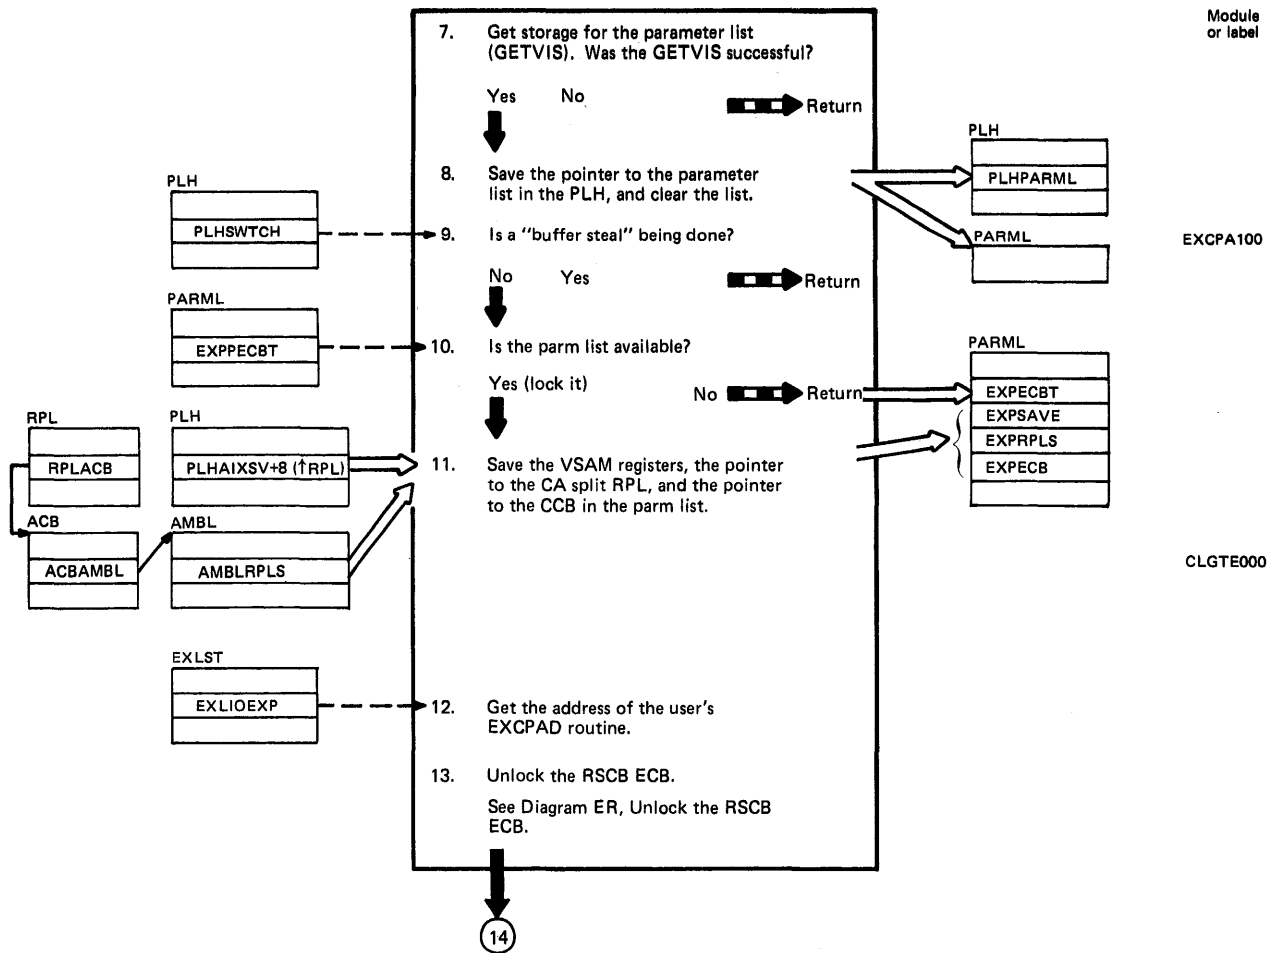 Module
or label
7. Get storage for the parameter list
(GETVIS). Was the GETVIS successful?
Yes No Return
8. Save the pointer to the parameter
list in the PLH, and clear the list.
PLH
PLHPARML
PARML
PLH
PLHSWTCH
9. Is a "buffer steal" being done?
EXCPA100
No Yes Return
PARML
EXPPECBT
10. Is the parm list available?
Yes (lock it) No Return
PARML
EXPECBT
EXPSAVE
EXPRPLS
EXPECB
RPL
RPLACB
PLH
PLHAIXSV+8 (↑RPL)
11. Save the VSAM registers, the pointer
to the CA split RPL, and the pointer
to the CCB in the parm list.
ACB
ACBAMBL
AMBL
AMBLRPLS
CLGTE000
EXLST
EXLIOEXP
12. Get the address of the user's
EXCPAD routine.
13. Unlock the RSCB ECB.
See Diagram ER, Unlock the RSCB
ECB.
14